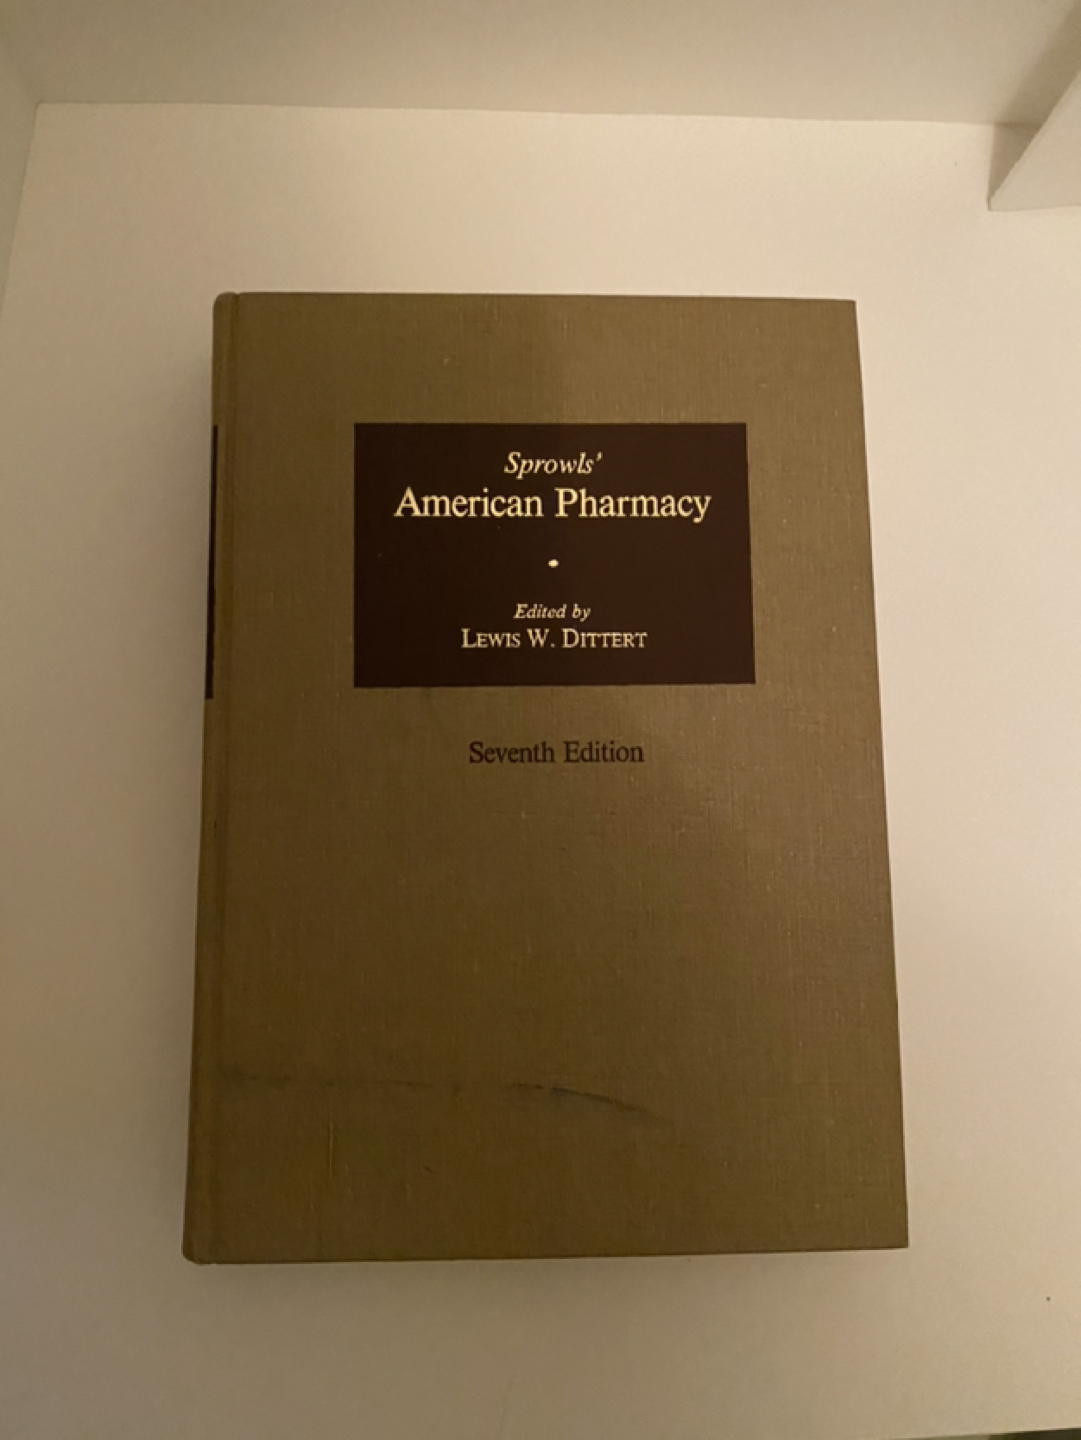 Sprowls'
American Pharmacy
•
Edited by
LEWIS W. DITTERT
Seventh Edition